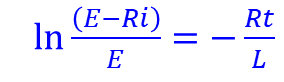 ln (E−Ri)/E = − Rt/L